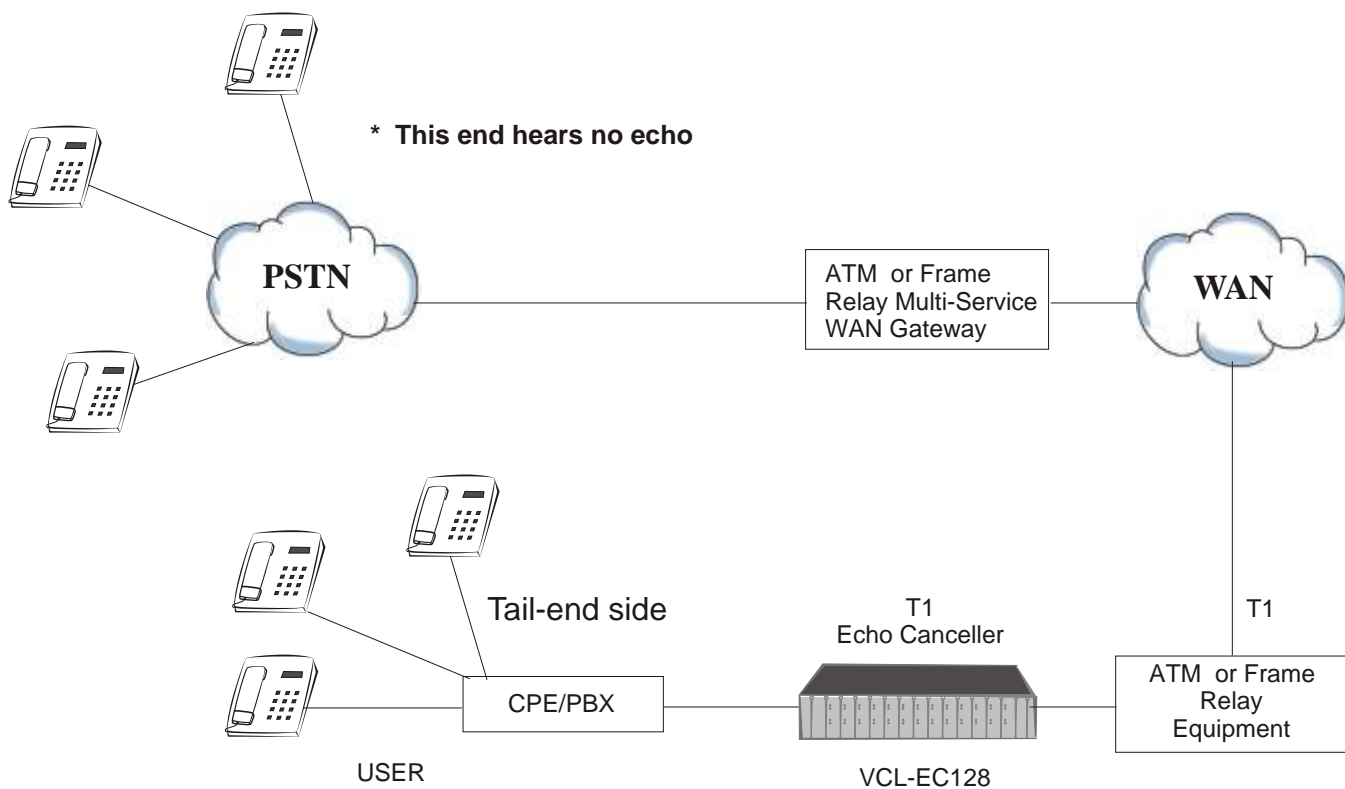 * This end hears no echo
PSTN
ATM or Frame
Relay Multi-Service
WAN Gateway
WAN
Tail-end side
T1
Echo Canceller
T1
CPE/PBX
ATM or Frame
Relay
Equipment
USER
VCL-EC128